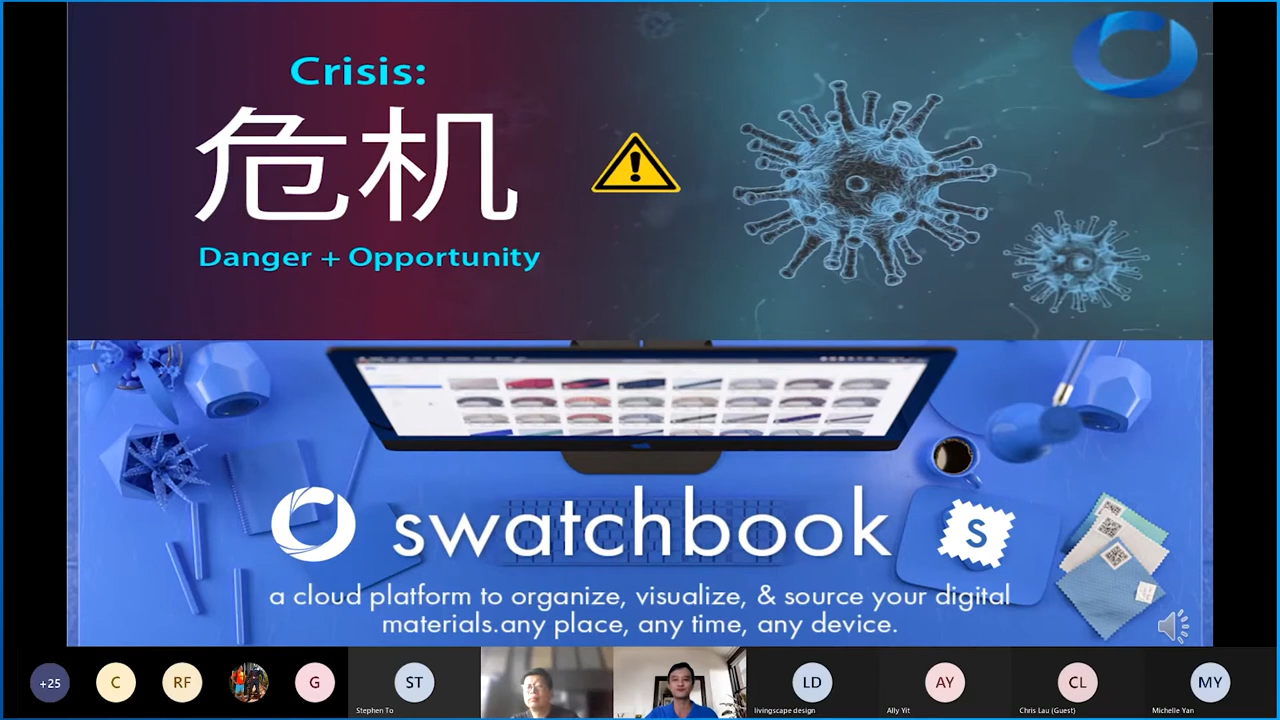 Crisis:
危机
Danger + Opportunity
swatchbook
S
a cloud platform to organize, visualize, & source your digital
materials.any place, any time, any device.
+25
C
RF
G
ST
LD
AY
CL
MY
Stephen To
livingscape design
Ally Yit
Chris Lau (Guest)
Michelle Yan